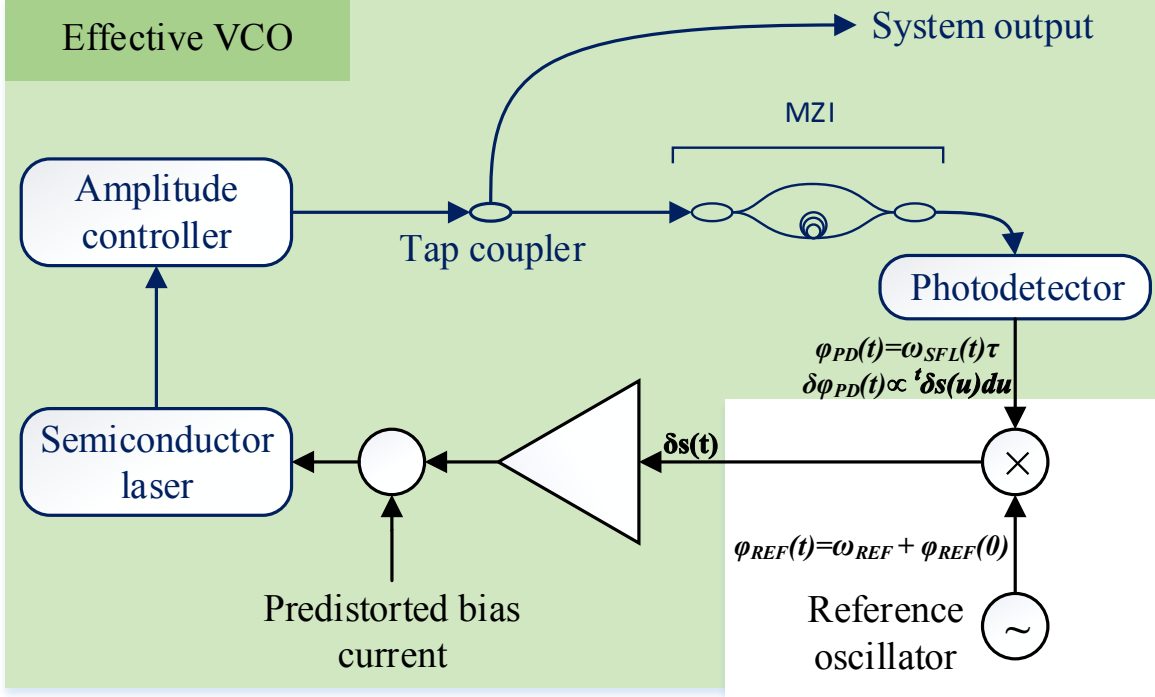 Effective VCO
System output
MZI
Amplitude
controller
Tap coupler
Photodetector
φPD(t)=ωSFL(t)τ
δφPD(t)∝ ᵗδs(u)du
Semiconductor
laser
δs(t)
×
φREF(t)=ωREF + φREF(0)
Predistorted bias
current
Reference
oscillator
~